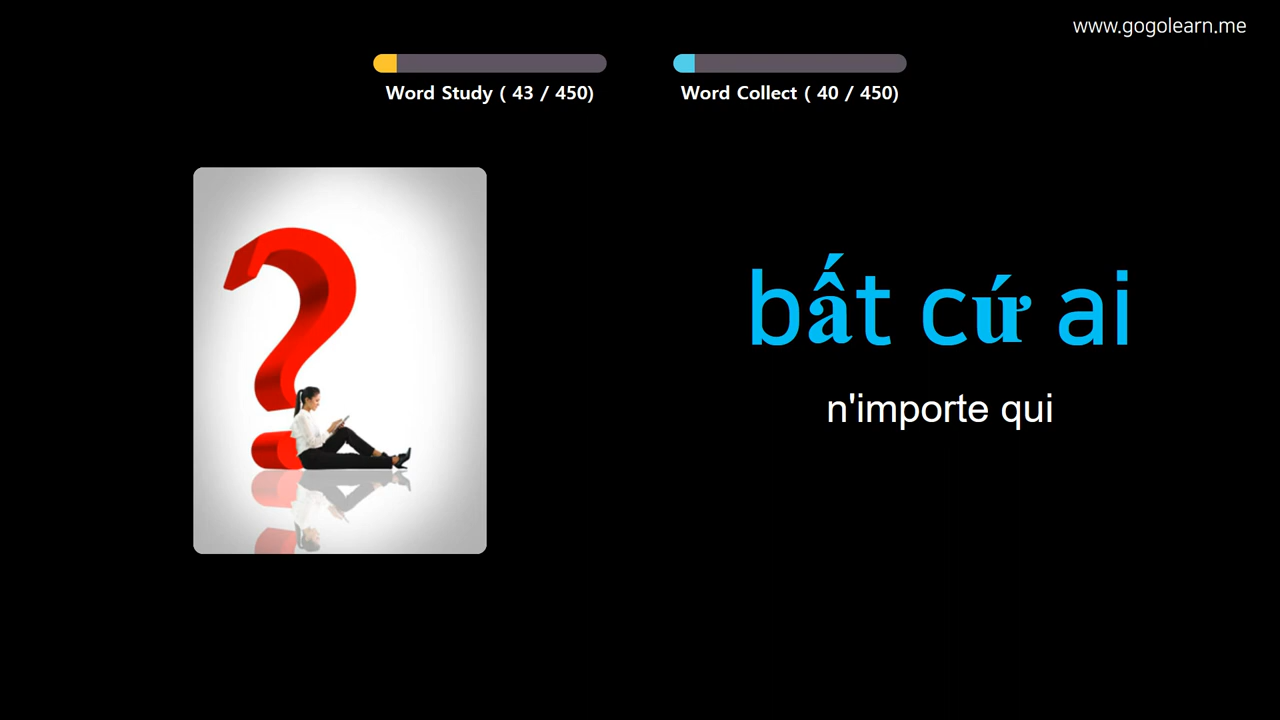 www.gogolearn.me
Word Study ( 43 / 450)
Word Collect ( 40 / 450)
bất cứ ai
n'importe qui